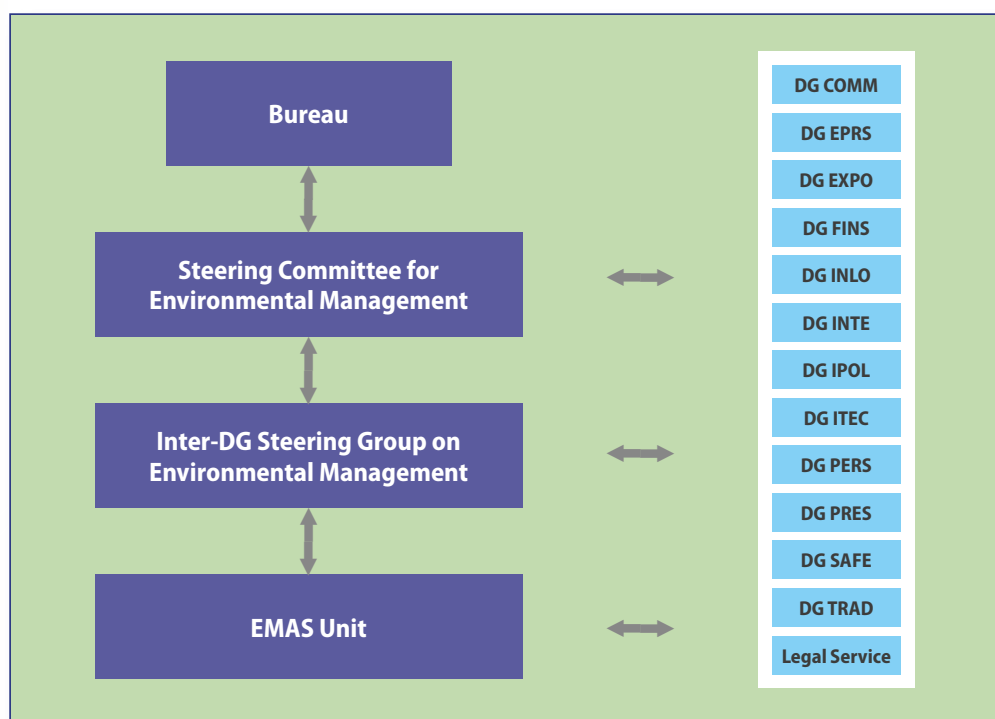 Bureau
Steering Committee for
Environmental Management
Inter-DG Steering Group on
Environmental Management
EMAS Unit
DG COMM
DG EPRS
DG EXPO
DG FINS
DG INLO
DG INTE
DG IPOL
DG ITEC
DG PERS
DG PRES
DG SAFE
DG TRAD
Legal Service